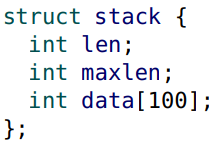 struct stack {
  int len;
  int maxlen;
  int data[100];
};